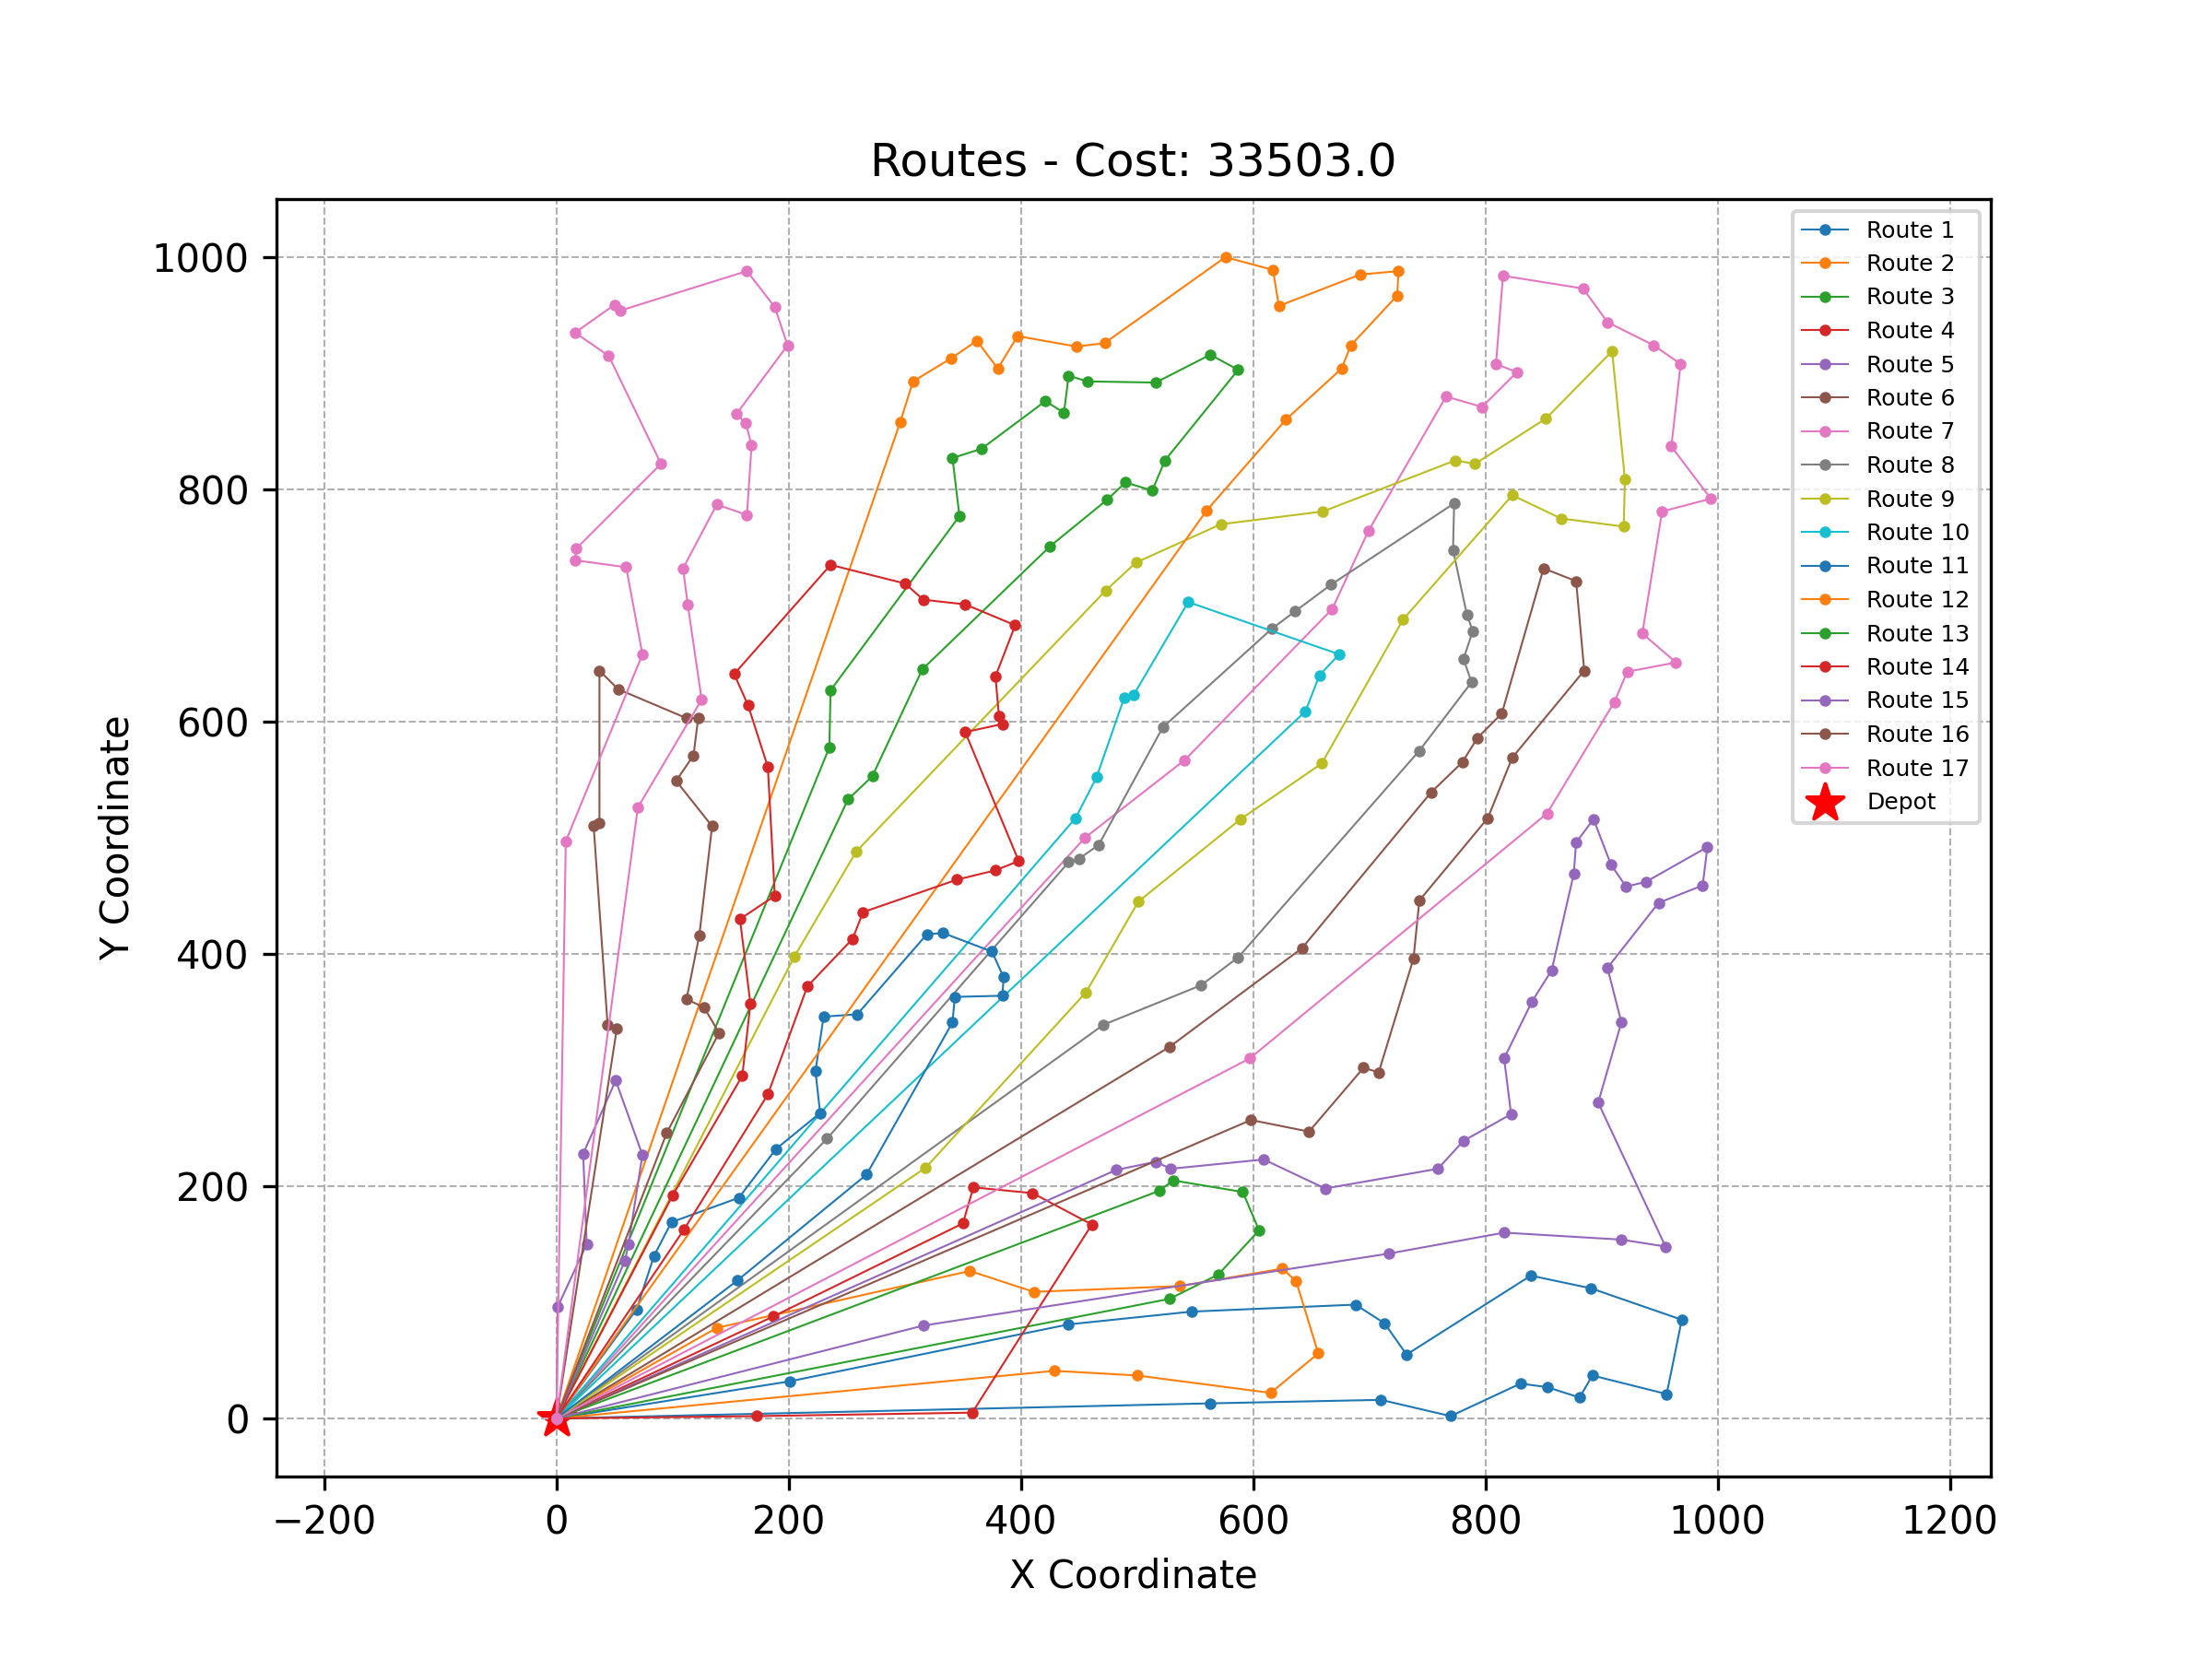 Routes - Cost: 33503.0
1000
800
600
400
200
0
Y Coordinate
−200
0
200
400
600
800
1000
1200
X Coordinate
Route 1
Route 2
Route 3
Route 4
Route 5
Route 6
Route 7
Route 8
Route 9
Route 10
Route 11
Route 12
Route 13
Route 14
Route 15
Route 16
Route 17
Depot